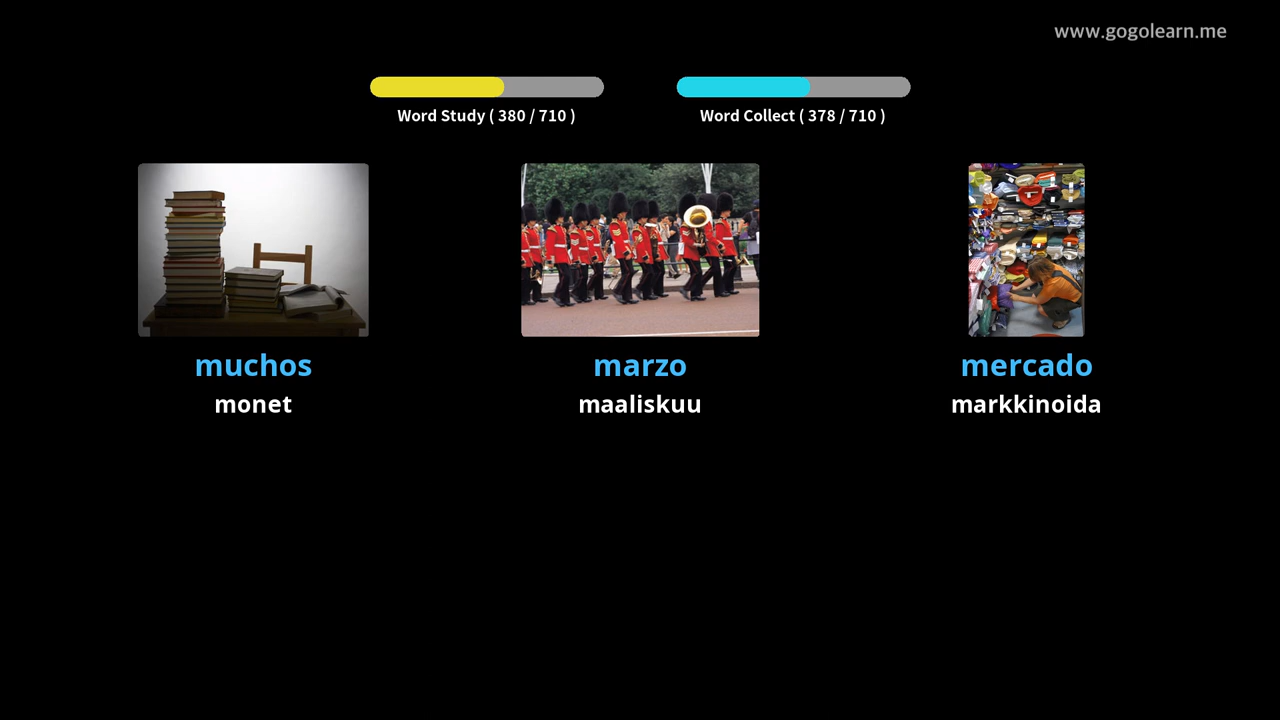 www.gogolearn.me
Word Study ( 380 / 710 )
Word Collect ( 378 / 710 )
muchos
marzo
mercado
monet
maaliskuu
markkinoida